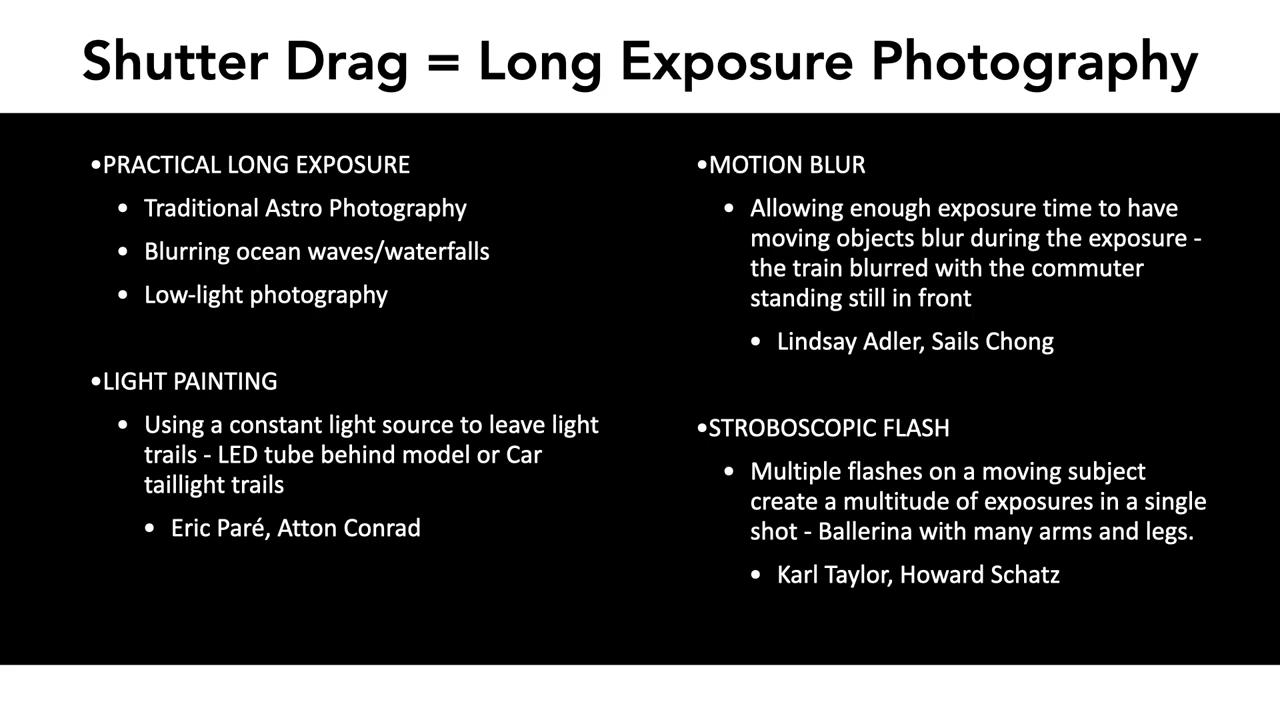 Shutter Drag = Long Exposure Photography
•PRACTICAL LONG EXPOSURE
• Traditional Astro Photography
• Blurring ocean waves/waterfalls
• Low-light photography
•LIGHT PAINTING
• Using a constant light source to leave light
trails - LED tube behind model or Car
taillight trails
• Eric Paré, Atton Conrad
•MOTION BLUR
• Allowing enough exposure time to have
moving objects blur during the exposure -
the train blurred with the commuter
standing still in front
• Lindsay Adler, Sails Chong
•STROBOSCOPIC FLASH
• Multiple flashes on a moving subject
create a multitude of exposures in a single
shot - Ballerina with many arms and legs.
• Karl Taylor, Howard Schatz